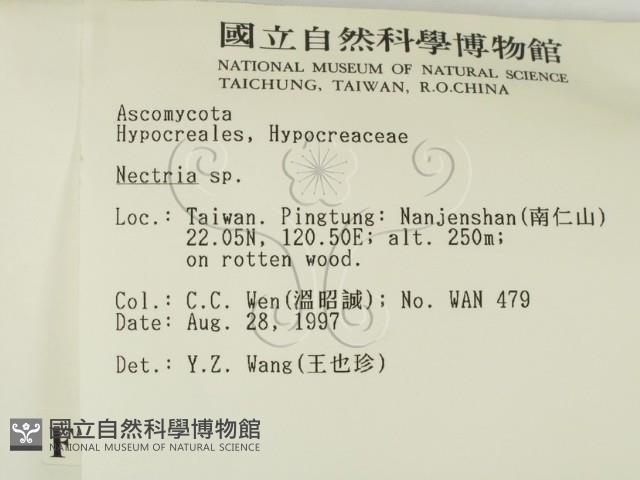 國立自然科學博物館
NATIONAL MUSEUM OF NATURAL SCIENCE
TAICHUNG, TAIWAN, R.O.CHINA
Ascomycota
Hypocreales, Hypocreaceae
Nectria sp.
Loc.: Taiwan. Pingtung: Nanjenshan(南仁山)
22.05N, 120.50E; alt. 250m;
on rotten wood.
Col.: C.C. Wen(溫昭誠); No. WAN 479
Date: Aug. 28, 1997
Det.: Y.Z. Wang(王也珍)
國立自然科學博物館
NATIONAL MUSEUM OF NATURAL SCIENCE
F